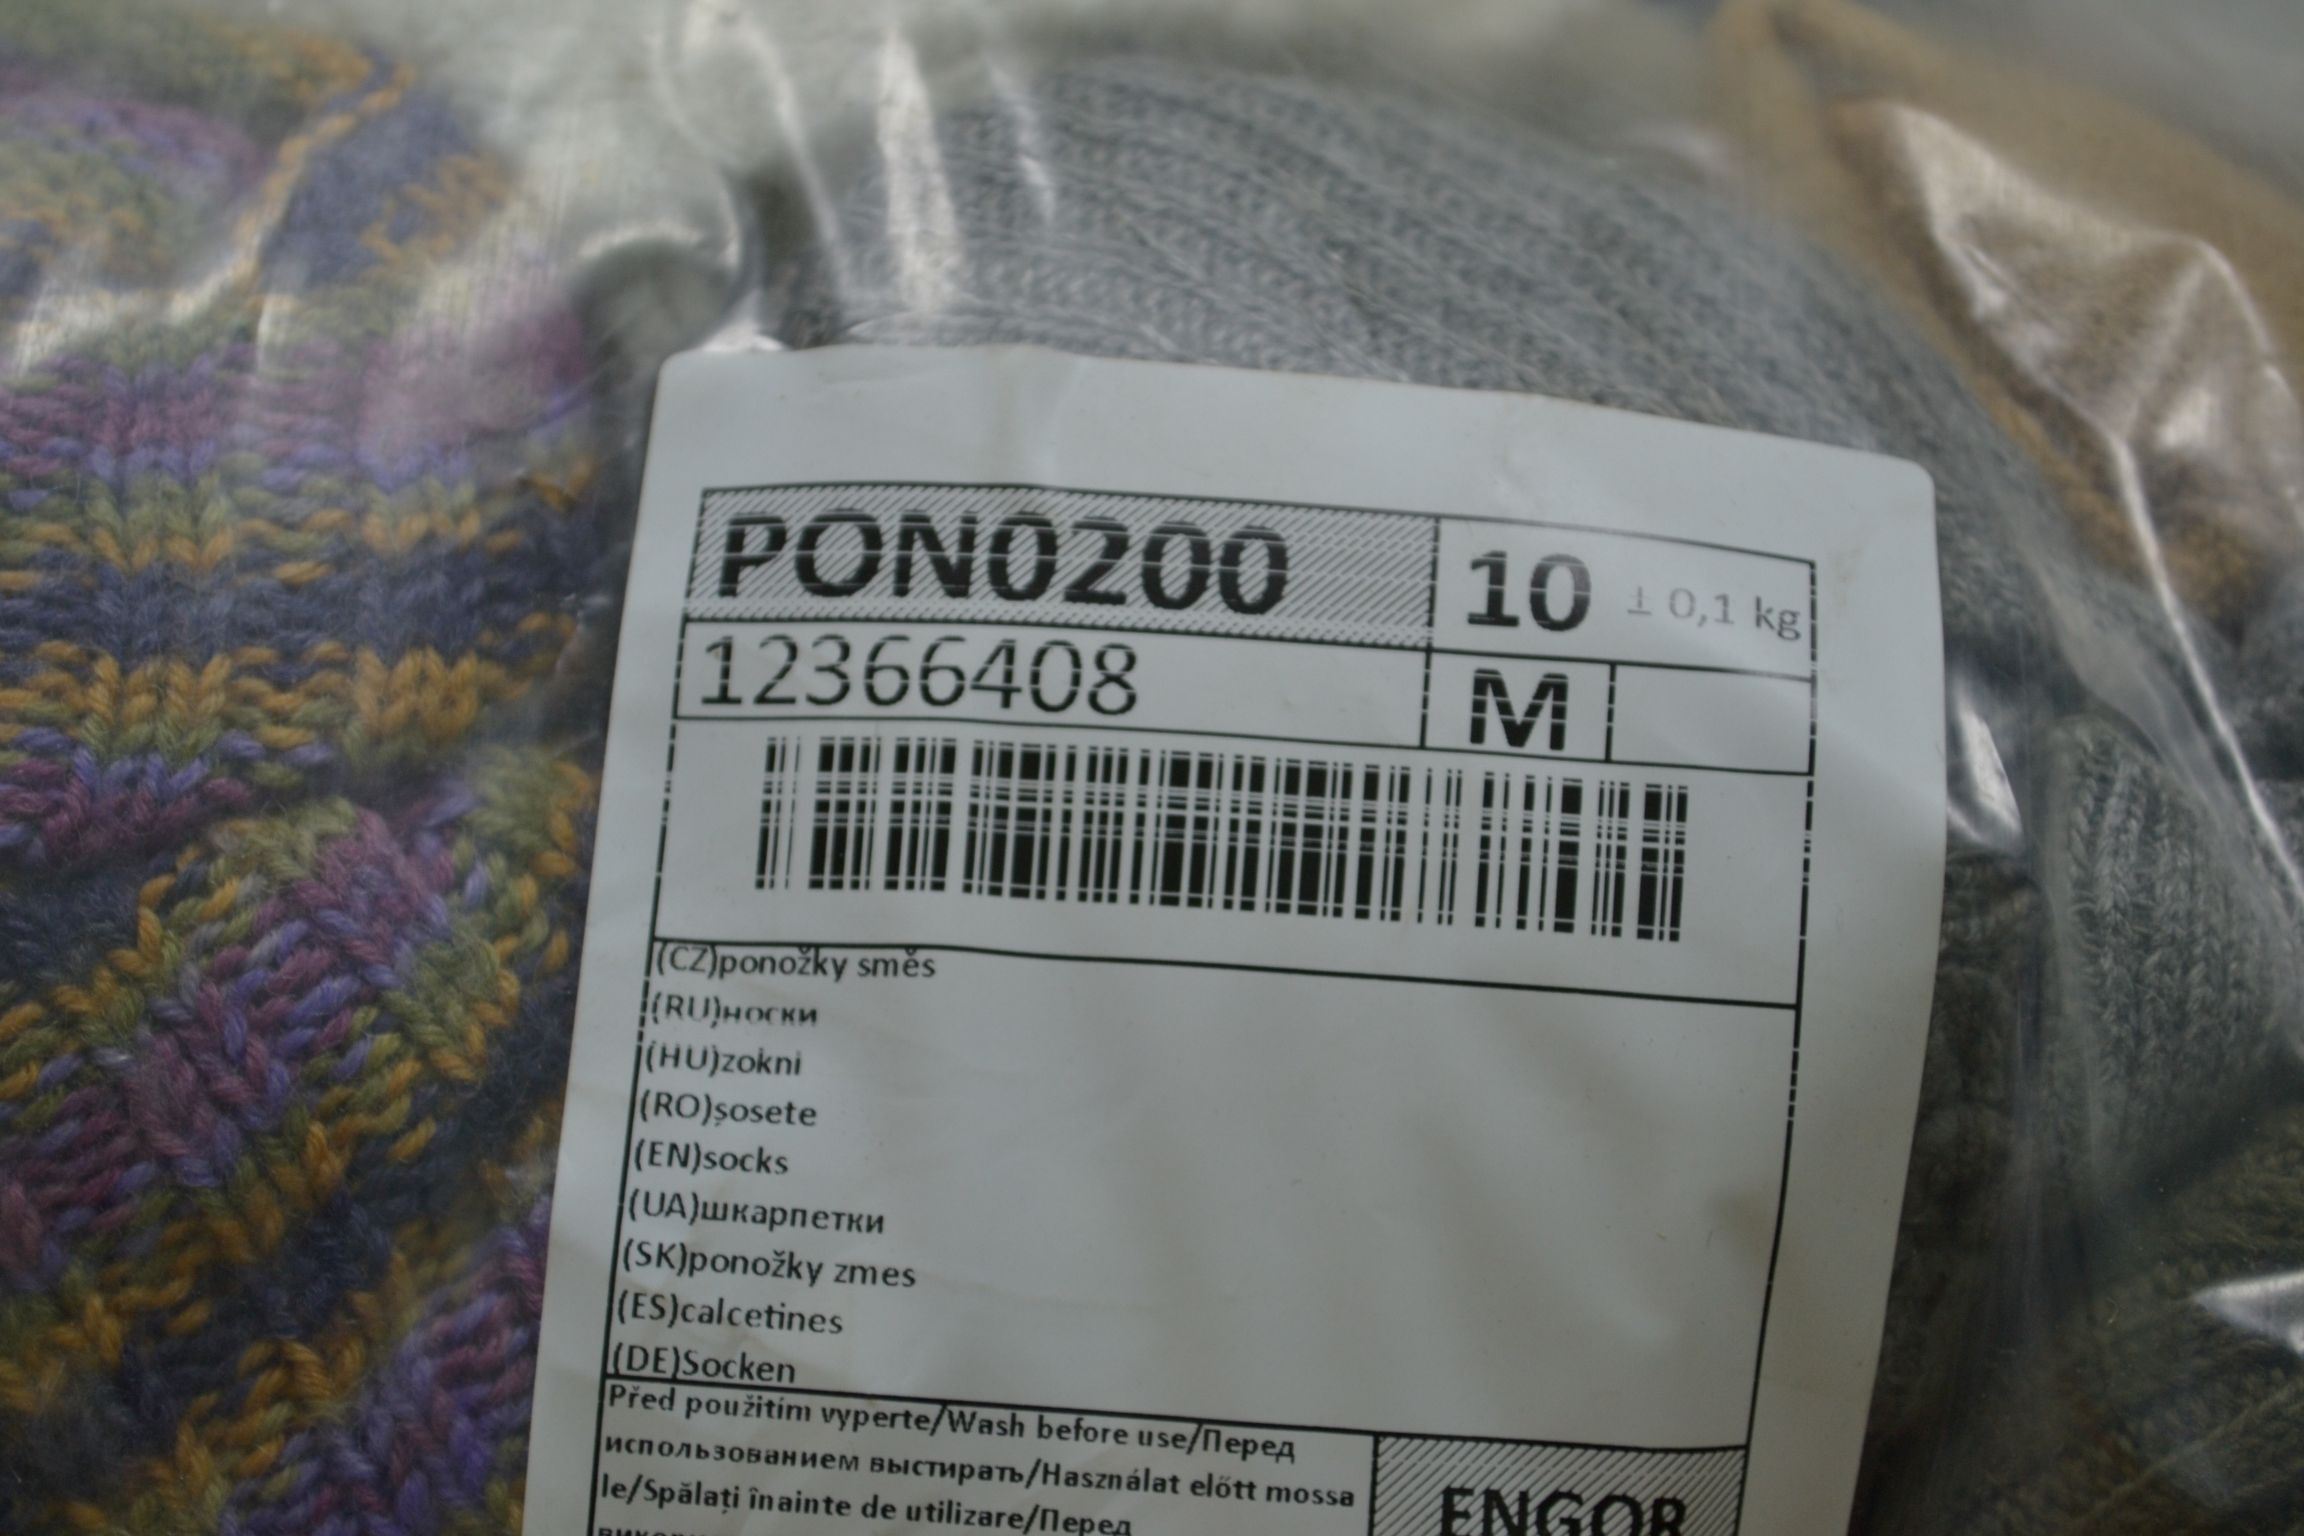 PON0200
10 ± 0,1 kg
12366408
M
(CZ)ponožky směs
(RU)носки
(HU)zokni
(RO)șosete
(EN)socks
(UA)шкарпетки
(SK)ponožky zmes
(ES)calcetines
(DE)Socken
Před použitím vyperte/Wash before use/Перед
использованием выстирать/Használat előtt mossa
le/Spălați înainte de utilizare/Перед
ENGOR